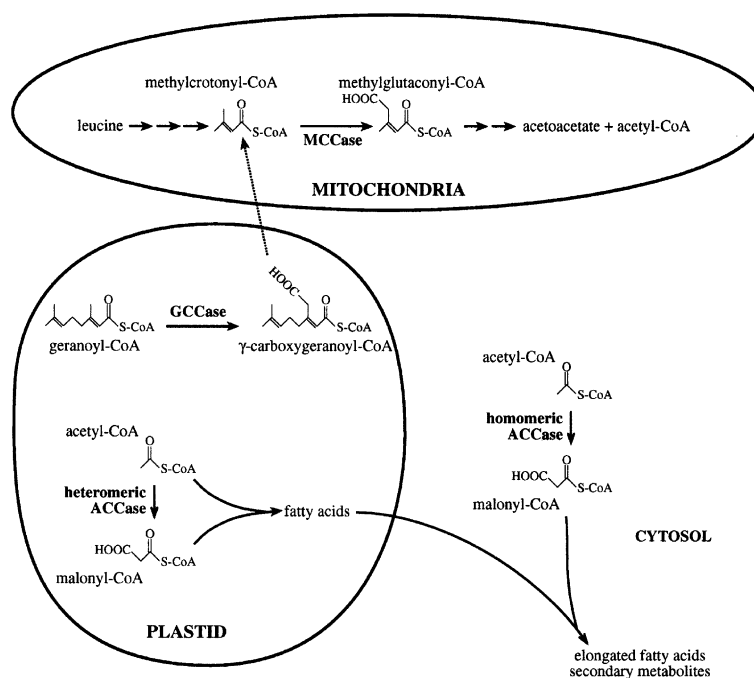 methylcrotonyl-CoA
methylglutaconyl-CoA
HOOC
O
O
leucine
S-CoA
MCCase
S-CoA
acetoacetate + acetyl-CoA
MITOCHONDRIA
HOOC
O
O
GCCase
S-CoA
S-CoA
geranoyl-CoA
γ-carboxygeranoyl-CoA
acetyl-CoA
O
S-CoA
homomeric
ACCase
O
HOOC
S-CoA
malonyl-CoA
CYTOSOL
acetyl-CoA
O
S-CoA
heteromeric
ACCase
fatty acids
O
HOOC
S-CoA
malonyl-CoA
PLASTID
elongated fatty acids
secondary metabolites